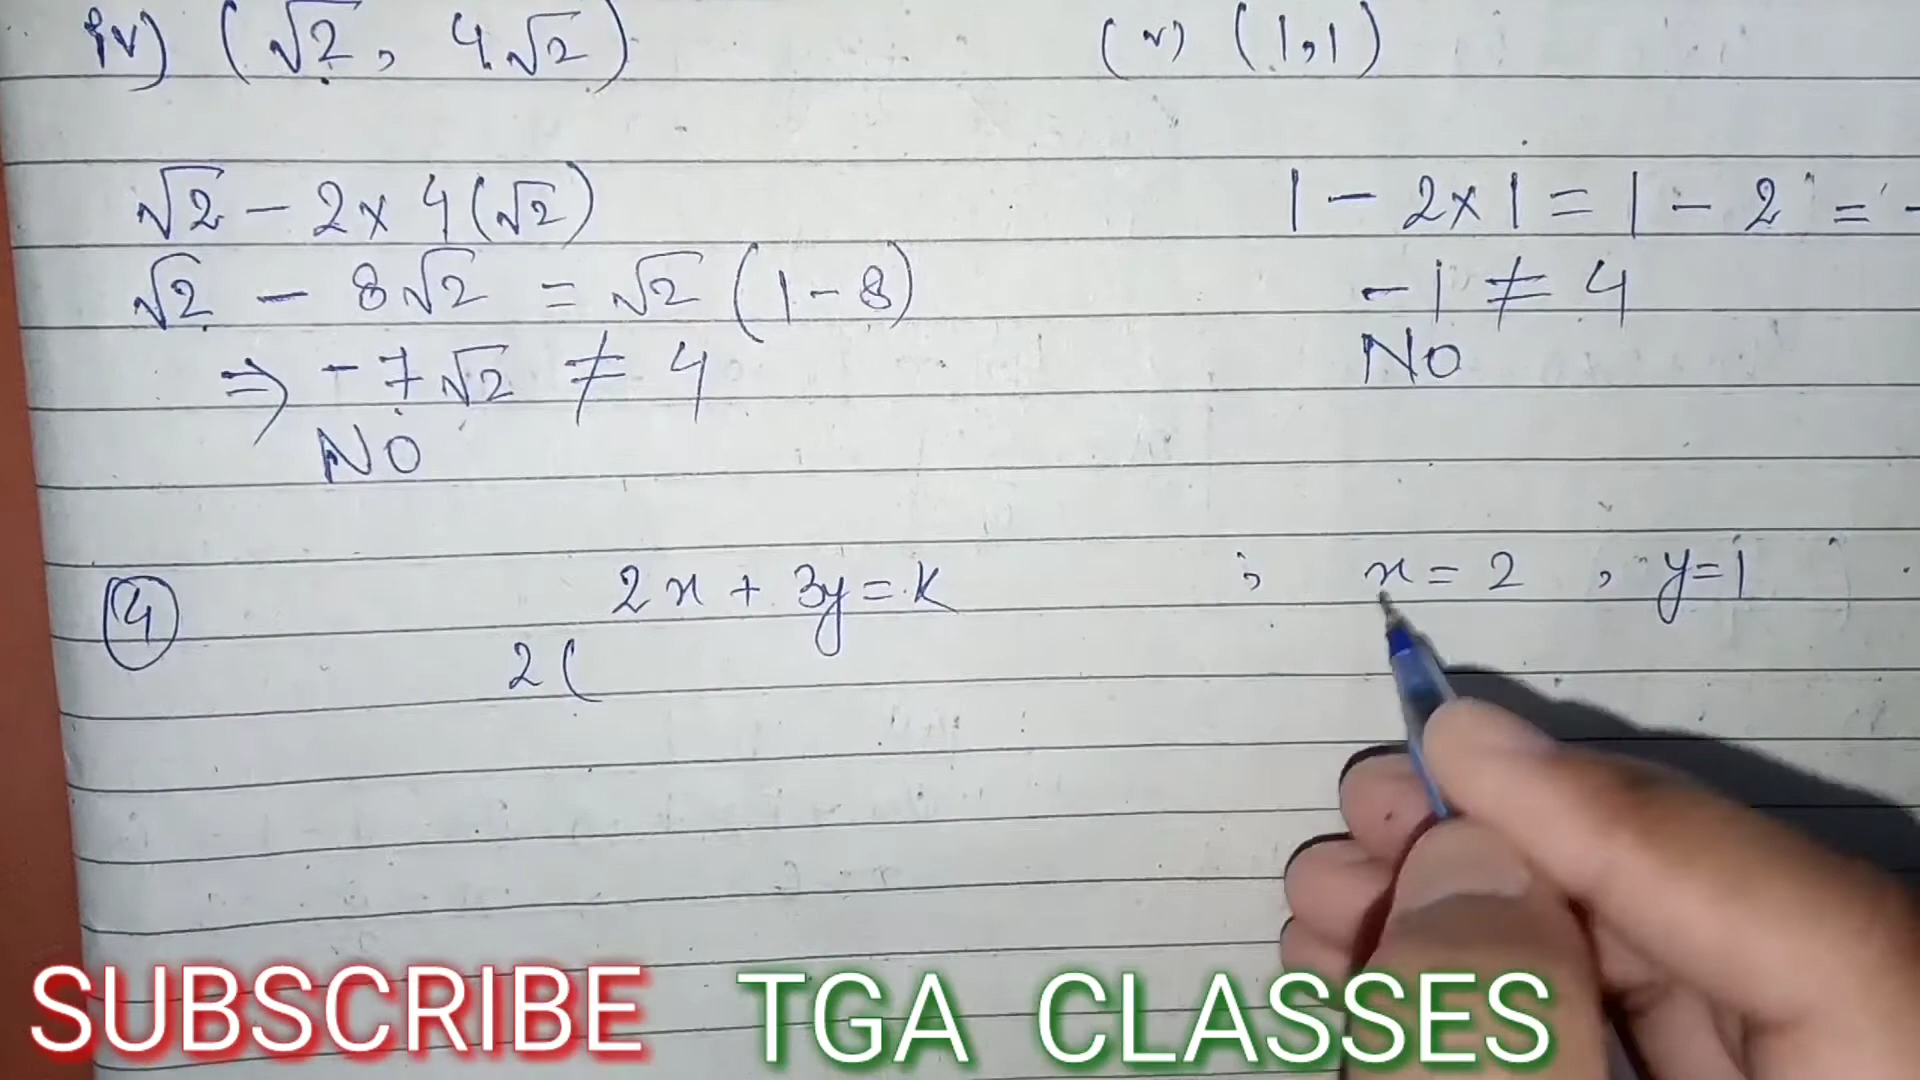 iv) (√2, 4√2)
(v) (1,1)
√2 - 2x 4(√2)
√2 - 8√2 = √2 (1-8)
⇒ -7√2 ≠ 4
NO
1 - 2x1 = 1 - 2 = -
-1 ≠ 4
NO
④ 2x + 3y = k ; x = 2 , y = 1
2(
SUBSCRIBE TGA CLASSES